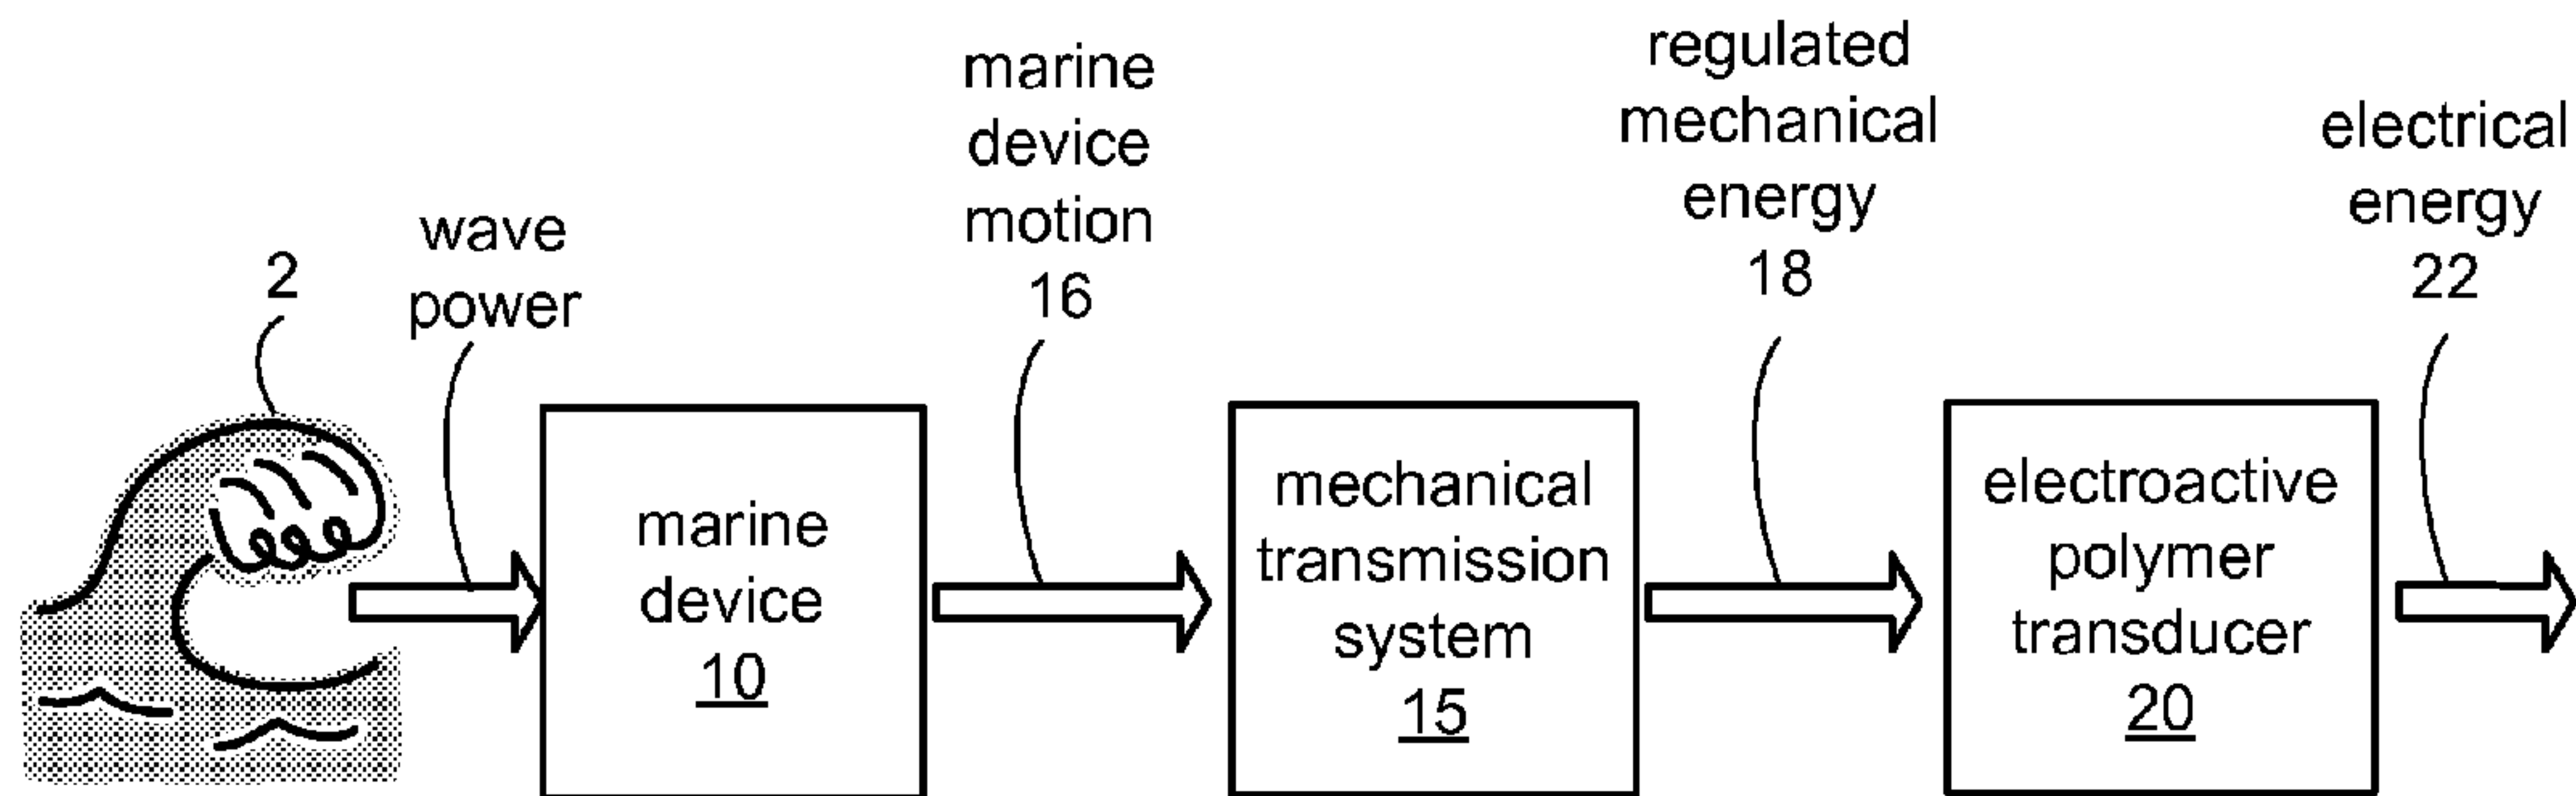 2
wave
power
marine
device
motion
16
regulated
mechanical
energy
18
electrical
energy
22
marine
device
10
mechanical
transmission
system
15
electroactive
polymer
transducer
20